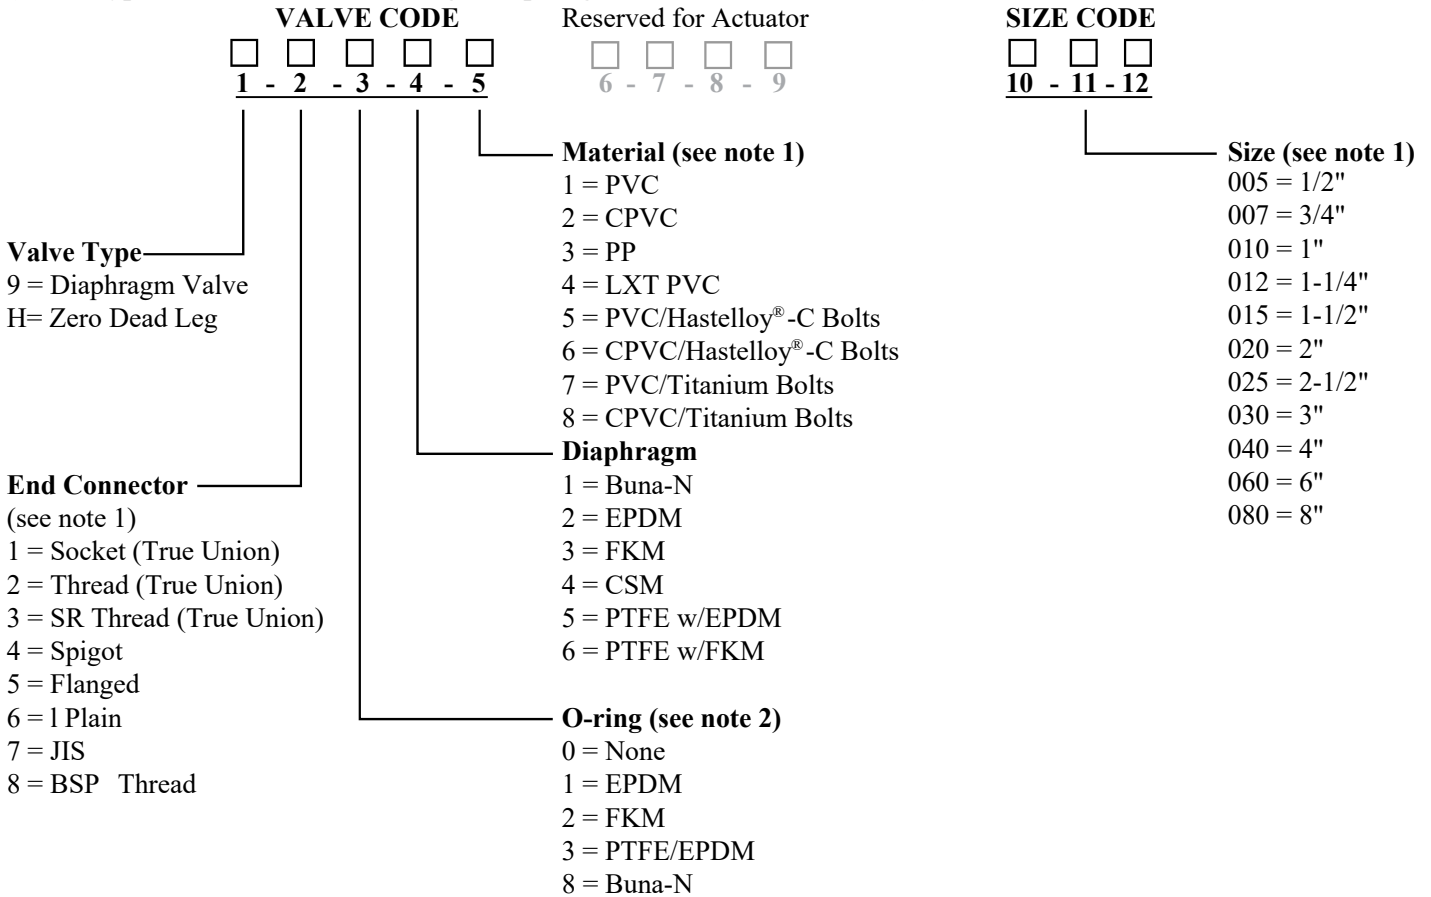 VALVE CODE
Reserved for Actuator
SIZE CODE
1 - 2 - 3 - 4 - 5
6 - 7 - 8 - 9
10 - 11 - 12
Valve Type
9 = Diaphragm Valve
H= Zero Dead Leg
End Connector
(see note 1)
1 = Socket (True Union)
2 = Thread (True Union)
3 = SR Thread (True Union)
4 = Spigot
5 = Flanged
6 = l Plain
7 = JIS
8 = BSP Thread
Material (see note 1)
1 = PVC
2 = CPVC
3 = PP
4 = LXT PVC
5 = PVC/Hastelloy®-C Bolts
6 = CPVC/Hastelloy®-C Bolts
7 = PVC/Titanium Bolts
8 = CPVC/Titanium Bolts
Diaphragm
1 = Buna-N
2 = EPDM
3 = FKM
4 = CSM
5 = PTFE w/EPDM
6 = PTFE w/FKM
O-ring (see note 2)
0 = None
1 = EPDM
2 = FKM
3 = PTFE/EPDM
8 = Buna-N
Size (see note 1)
005 = 1/2"
007 = 3/4"
010 = 1"
012 = 1-1/4"
015 = 1-1/2"
020 = 2"
025 = 2-1/2"
030 = 3"
040 = 4"
060 = 6"
080 = 8"